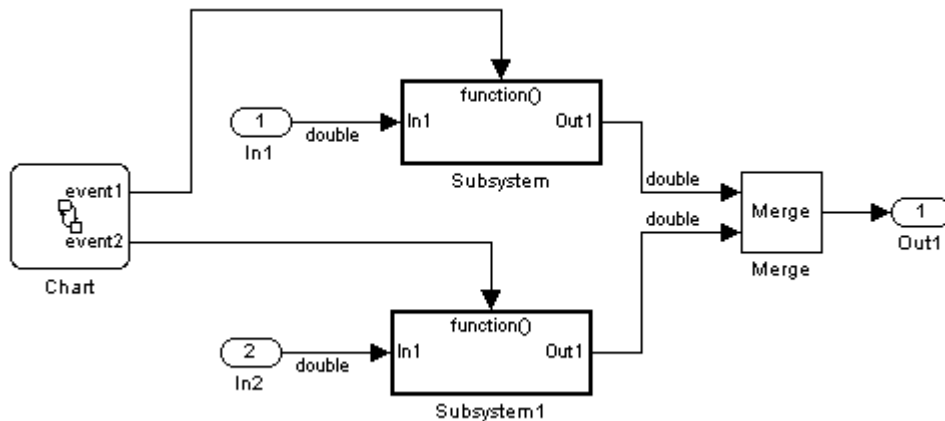 function()
1
In1
Out1
double
In1
Subsystem
double
event1
Merge
1
event2
double
Out1
Merge
Chart
function()
2
In1
Out1
double
In2
Subsystem1